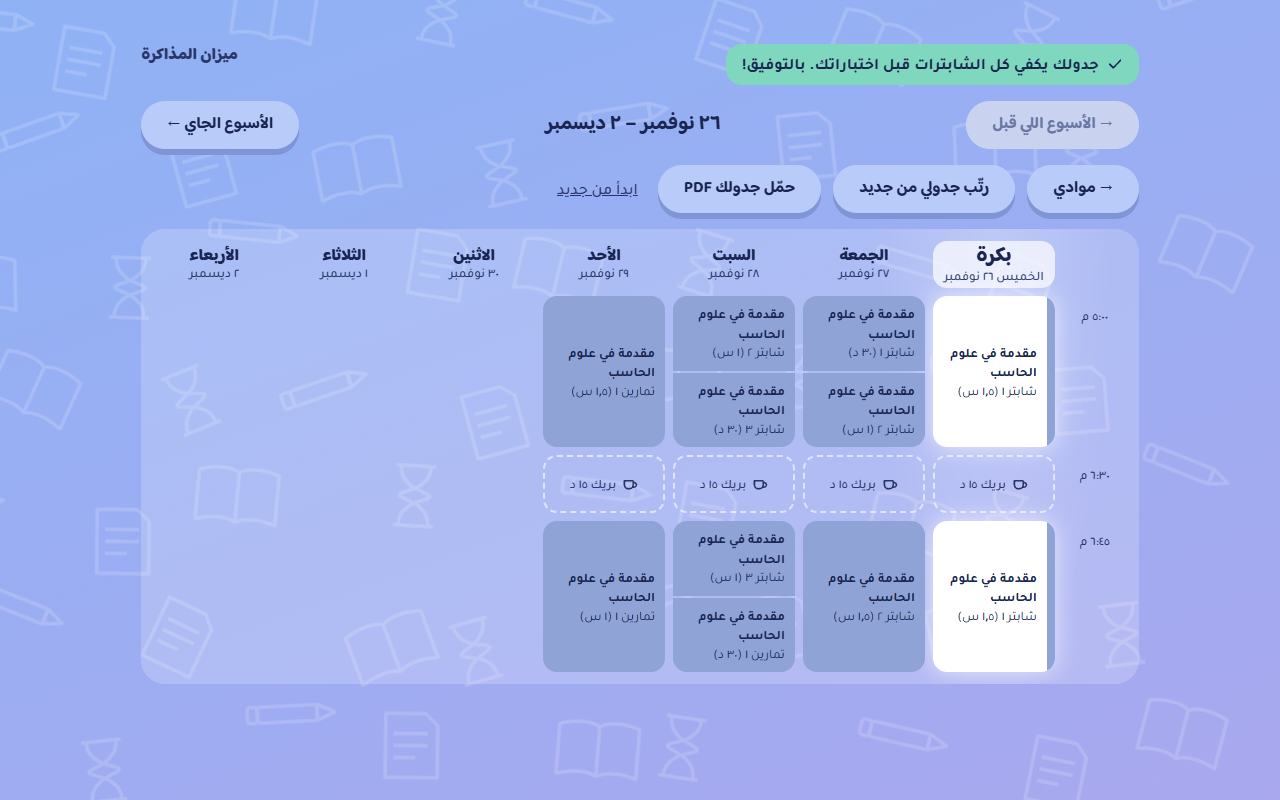 جدولك يكفي كل الشابترات قبل اختباراتك. بالتوفيق!
ميزان المذاكرة
→ الأسبوع اللي قبل
٢٦ نوفمبر – ٢ ديسمبر
الأسبوع الجاي ←
→ موادي
رتّب جدولي من جديد
حمّل جدولك PDF
ابدأ من جديد
بكرة
الخميس ٢٦ نوفمبر
الجمعة
٢٧ نوفمبر
السبت
٢٨ نوفمبر
الأحد
٢٩ نوفمبر
الاثنين
٣٠ نوفمبر
الثلاثاء
١ ديسمبر
الأربعاء
٢ ديسمبر
٥:٠٠ م
مقدمة في علوم
الحاسب
شابتر ١ (١٫٥ س)
مقدمة في علوم
الحاسب
شابتر ١ (٣٠ د)
مقدمة في علوم
الحاسب
شابتر ٢ (١ س)
مقدمة في علوم
الحاسب
شابتر ٢ (١ س)
مقدمة في علوم
الحاسب
شابتر ٣ (٣٠ د)
مقدمة في علوم
الحاسب
تمارين ١ (١٫٥ س)
٦:٣٠ م
بريك ١٥ د
بريك ١٥ د
بريك ١٥ د
بريك ١٥ د
٦:٤٥ م
مقدمة في علوم
الحاسب
شابتر ١ (١٫٥ س)
مقدمة في علوم
الحاسب
شابتر ٢ (١٫٥ س)
مقدمة في علوم
الحاسب
شابتر ٣ (١ س)
مقدمة في علوم
الحاسب
تمارين ١ (٣٠ د)
مقدمة في علوم
الحاسب
تمارين ١ (١ س)